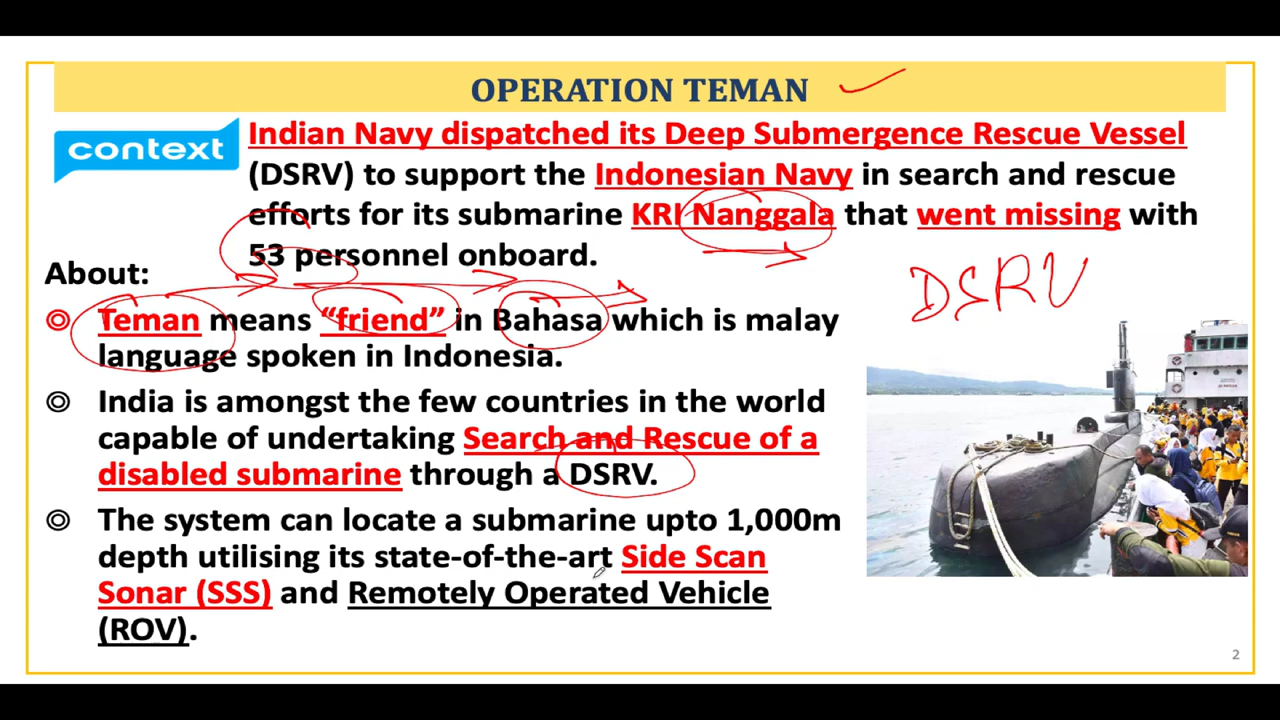 OPERATION TEMAN
context
Indian Navy dispatched its Deep Submergence Rescue Vessel
(DSRV) to support the Indonesian Navy in search and rescue
efforts for its submarine KRI Nanggala that went missing with
53 personnel onboard.
About:
Teman means “friend” in Bahasa which is malay
language spoken in Indonesia.
DSRV
India is amongst the few countries in the world
capable of undertaking Search and Rescue of a
disabled submarine through a DSRV.
The system can locate a submarine upto 1,000m
depth utilising its state-of-the-art Side Scan
Sonar (SSS) and Remotely Operated Vehicle
(ROV).
2